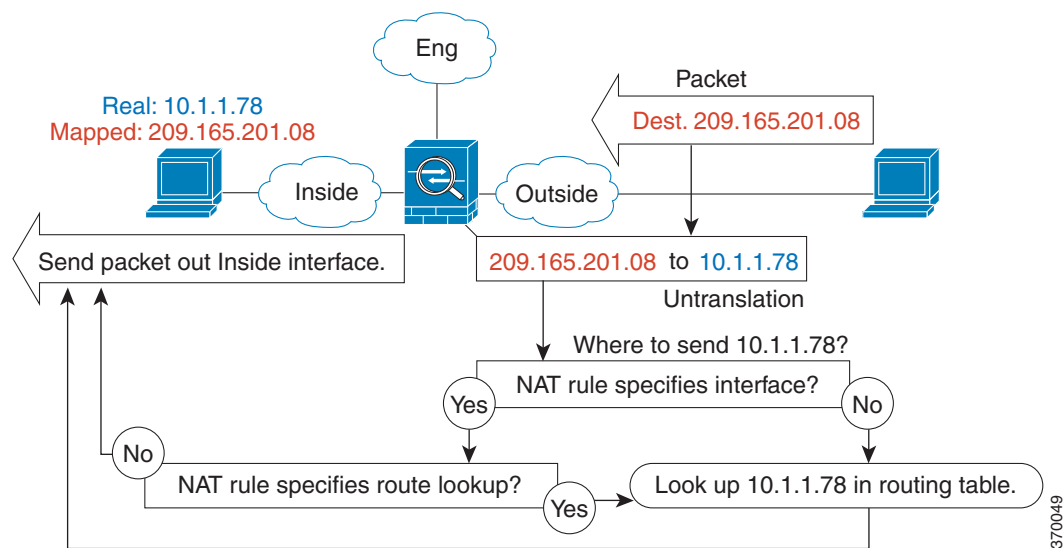 Eng
Packet
Real: 10.1.1.78
Mapped: 209.165.201.08
Dest. 209.165.201.08
Inside
Outside
Send packet out Inside interface.
209.165.201.08 to 10.1.1.78
Untranslation
Where to send 10.1.1.78?
NAT rule specifies interface?
Yes
No
No
NAT rule specifies route lookup?
Yes
Look up 10.1.1.78 in routing table.
370049